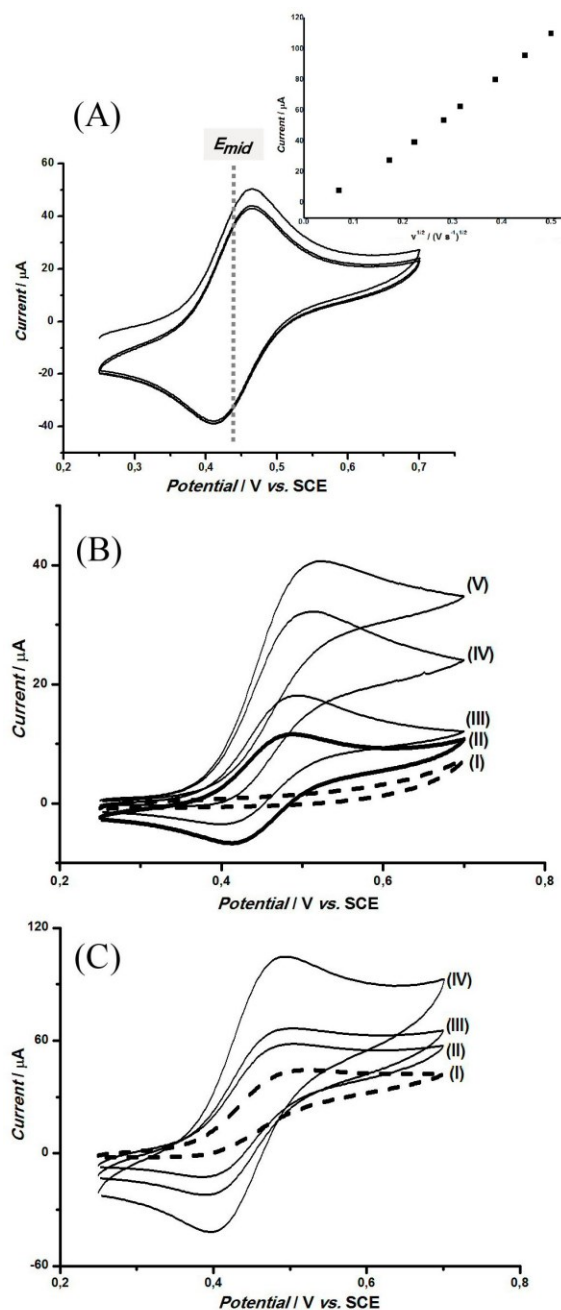 120
100
80
60
40
20
0
Current / µA
0.0 0.1 0.2 0.3 0.4 0.5
v1/2 / (V s-1)1/2
(A)
Emid
60
40
20
0
-20
-40
Current / µA
0,2 0,3 0,4 0,5 0,6 0,7
Potential / V vs. SCE
(B)
40
20
0
Current / µA
(V)
(IV)
(III)
(II)
(I)
0,2 0,4 0,6 0,8
Potential / V vs. SCE
(C)
120
60
0
-60
Current / µA
(IV)
(III)
(II)
(I)
0,2 0,4 0,6 0,8
Potential / V vs. SCE